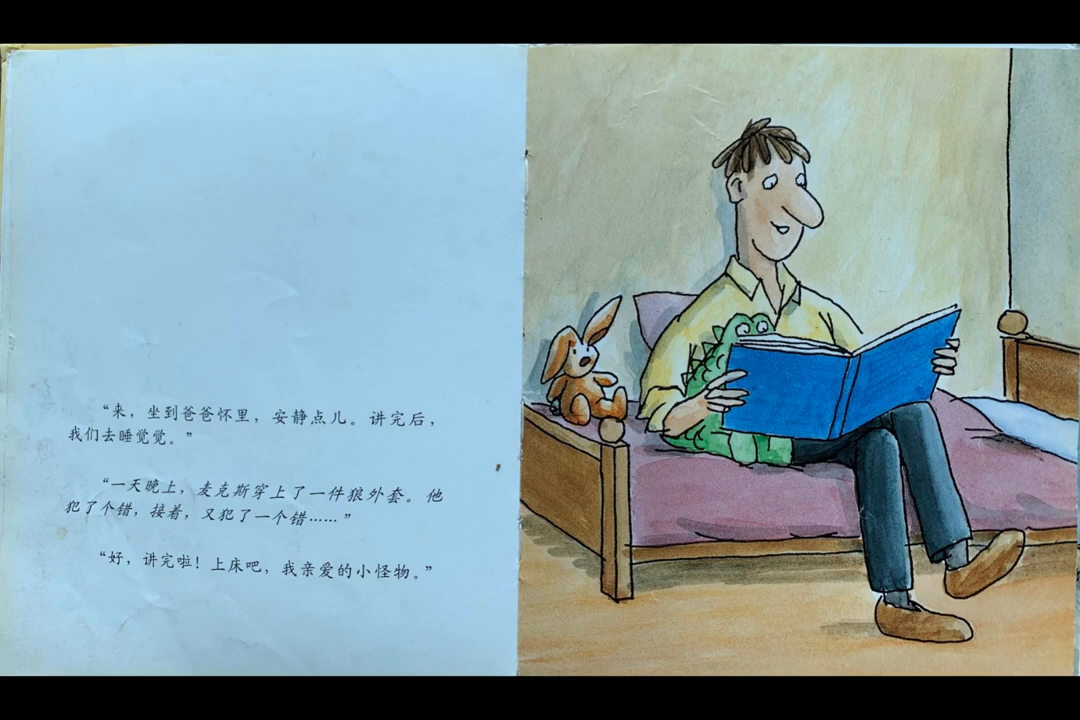 “来，坐到爸爸怀里，安静点儿。讲完后，
我们去睡觉觉。”
“一天晚上，麦克斯穿上了一件狼外套。他
犯了个错，接着，又犯了一个错……”
“好，讲完啦！上床吧，我亲爱的小怪物。”